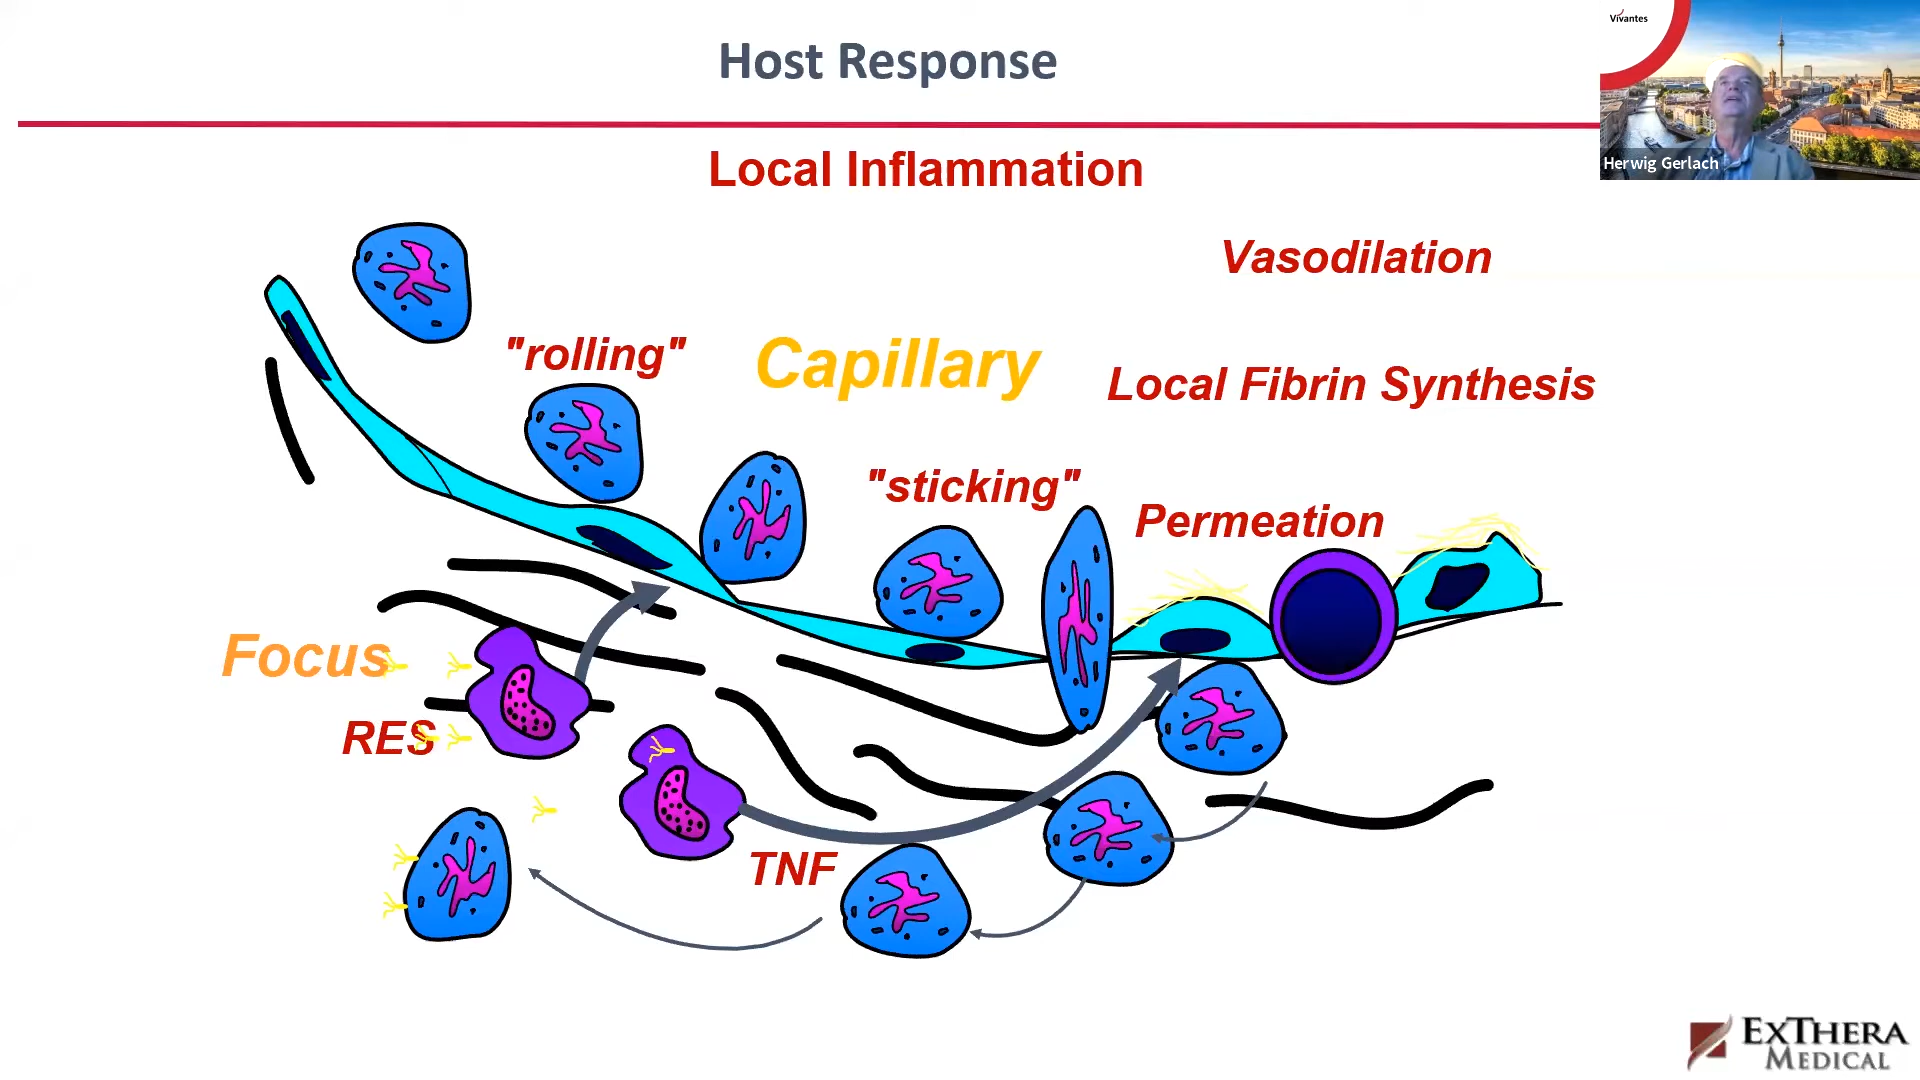 Host Response
Vivantes
Herwig Gerlach
Local Inflammation
Vasodilation
"rolling"
Capillary
Local Fibrin Synthesis
"sticking"
Permeation
Focus
RES
TNF
EXTHERA
MEDICAL